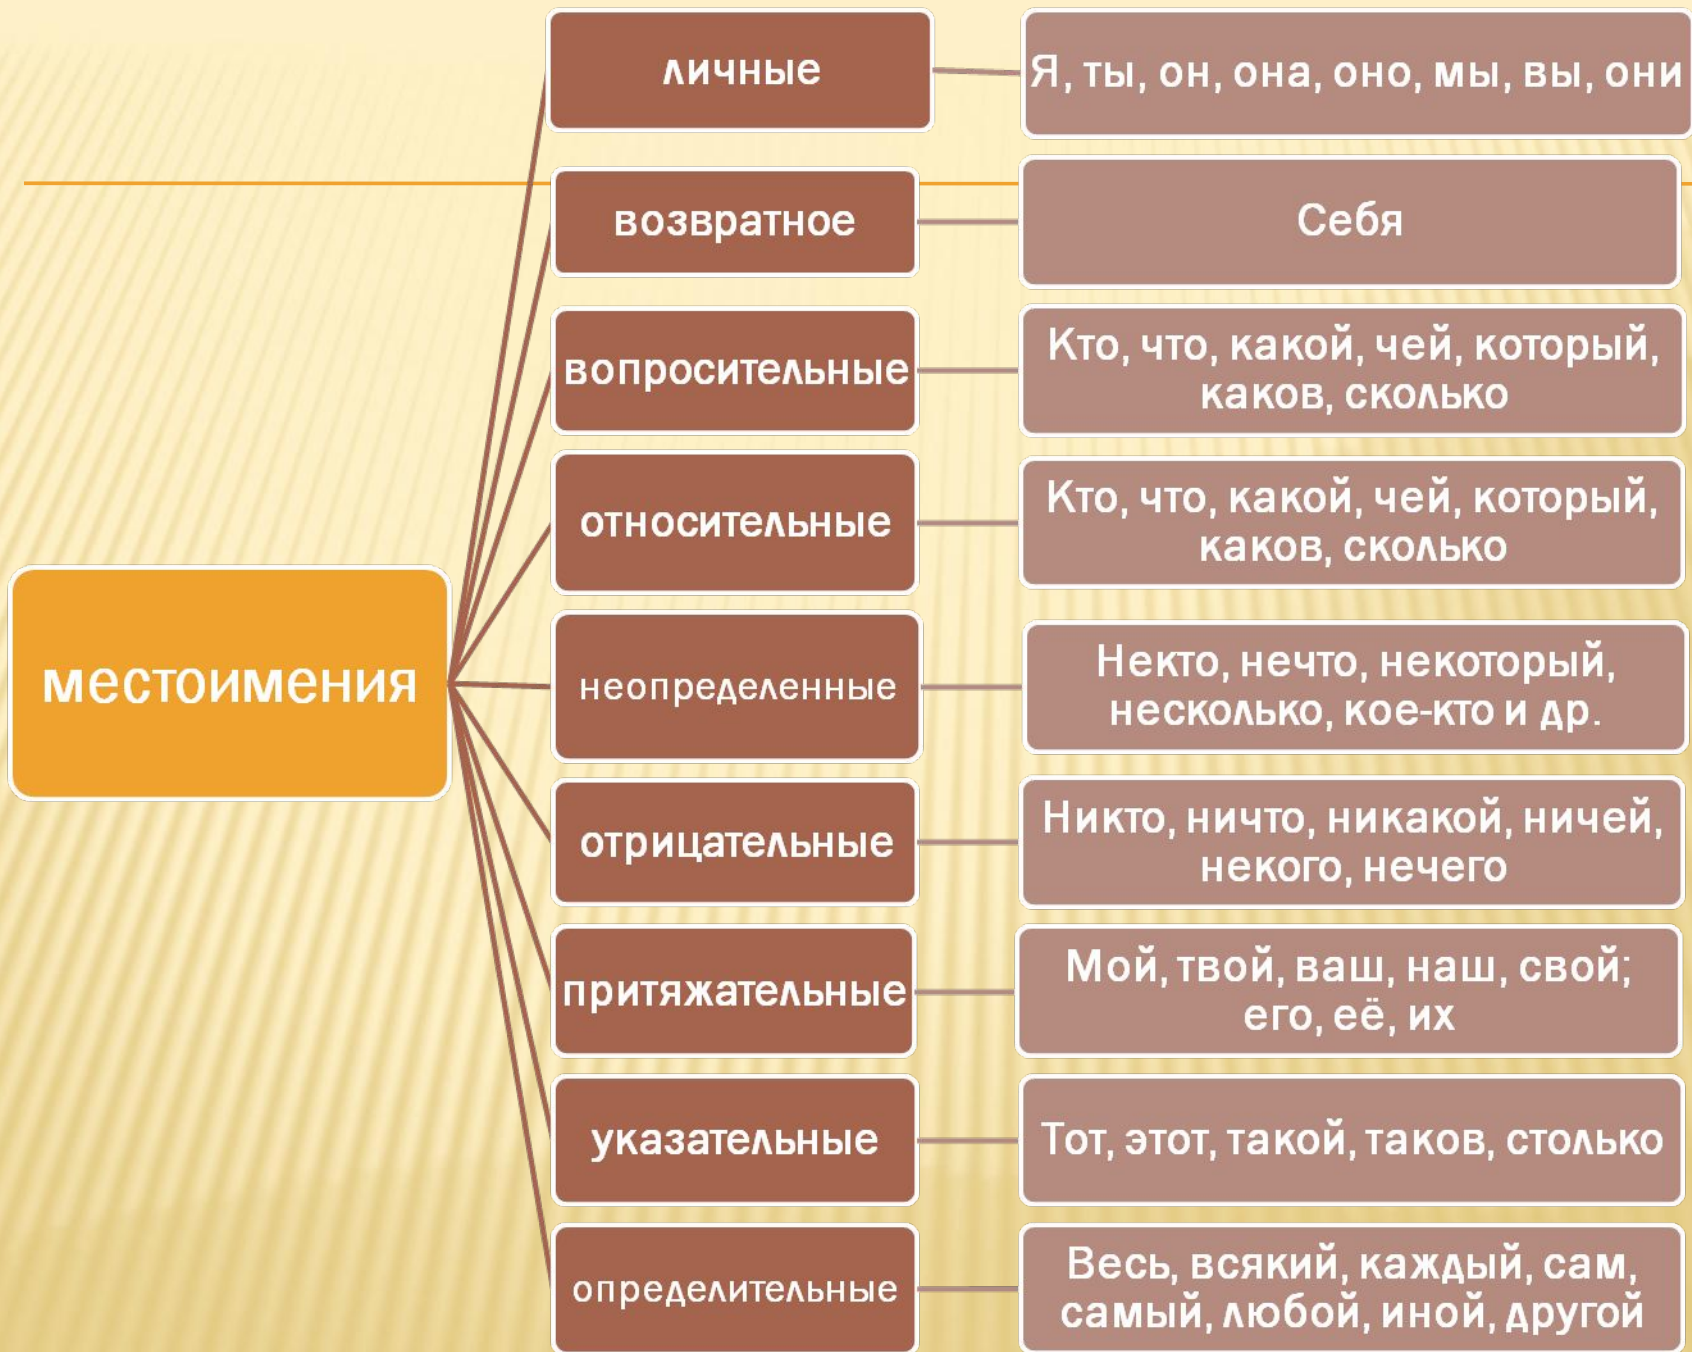 местоимения
личные
Я, ты, он, она, оно, мы, вы, они
возвратное
Себя
вопросительные
Кто, что, какой, чей, который,
каков, сколько
относительные
Кто, что, какой, чей, который,
каков, сколько
неопределенные
Некто, нечто, некоторый,
несколько, кое-кто и др.
отрицательные
Никто, ничто, никакой, ничей,
некого, нечего
притяжательные
Мой, твой, ваш, наш, свой;
его, её, их
указательные
Тот, этот, такой, таков, столько
определительные
Весь, всякий, каждый, сам,
самый, любой, иной, другой